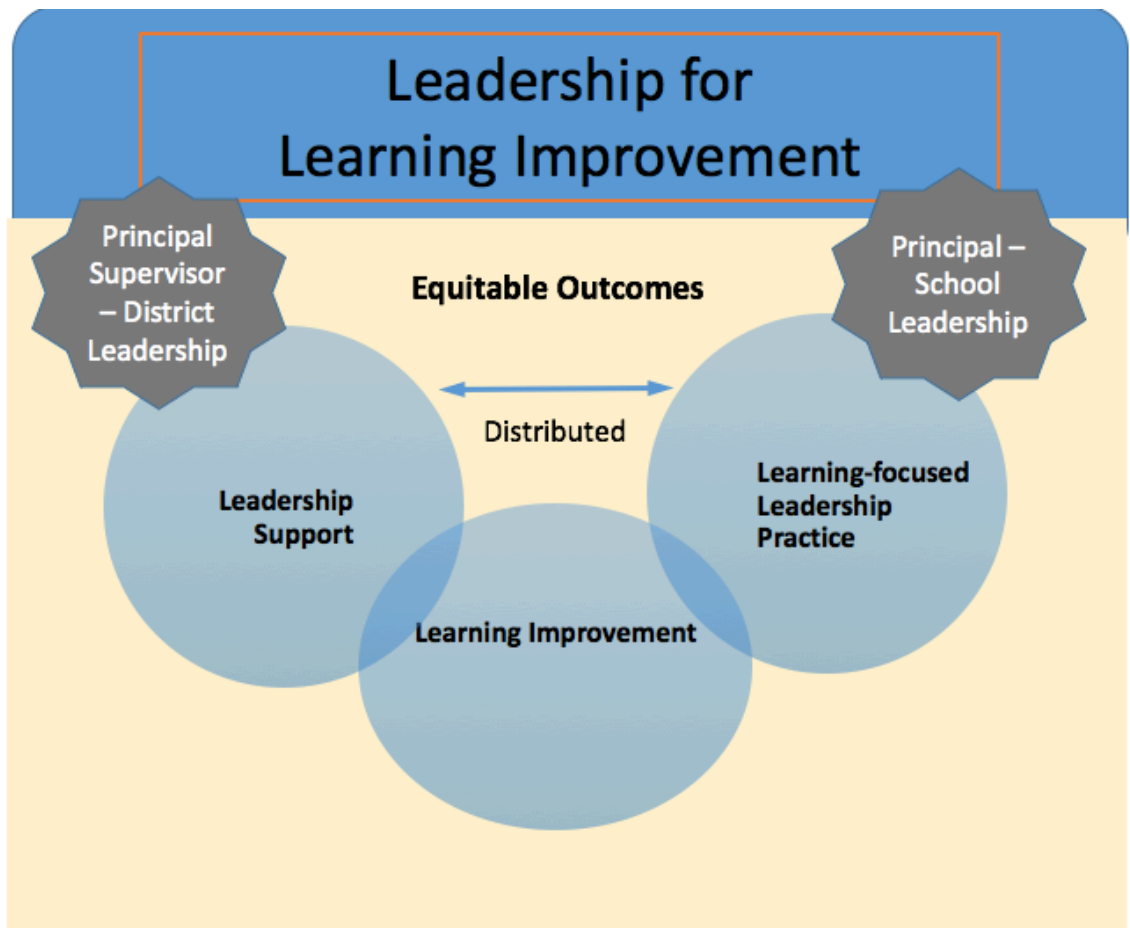 Leadership for
Learning Improvement
Principal
Supervisor
– District
Leadership
Principal –
School
Leadership
Equitable Outcomes
Distributed
Leadership
Support
Learning-focused
Leadership
Practice
Learning Improvement